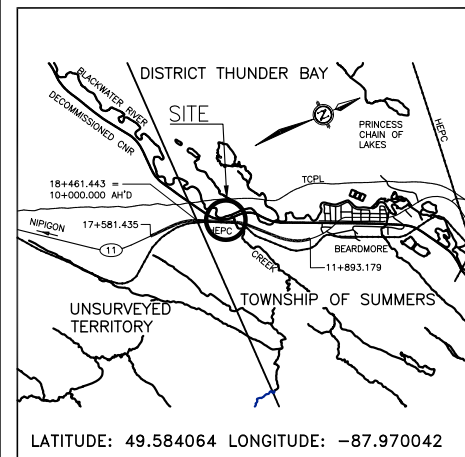 DISTRICT THUNDER BAY
BLACKWATER RIVER
DECOMMISSIONED CNR
SITE
N
PRINCESS
CHAIN OF
LAKES
HEPC
18+461.443 =
10+000.000 AH'D
TCPL
NIPIGON
17+581.435
11
HEPC
BEARDMORE
CREEK
11+893.179
UNSURVEYED
TERRITORY
TOWNSHIP OF SUMMERS
LATITUDE: 49.584064 LONGITUDE: -87.970042